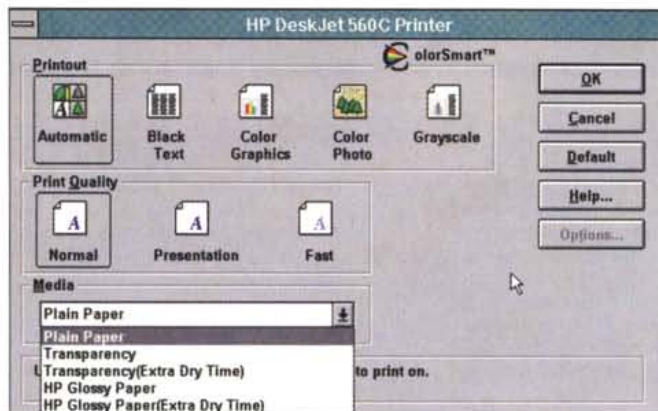 HP DeskJet 560C Printer
Printout
ColorSmart™
Automatic
Black Text
Color Graphics
Color Photo
Grayscale
OK
Cancel
Default
Help...
Options...
Print Quality
Normal
Presentation
Fast
Media
Plain Paper
Plain Paper
Transparency
Transparency(Extra Dry Time)
HP Glossy Paper
HP Glossy Paper(Extra Dry Time)
to print on.